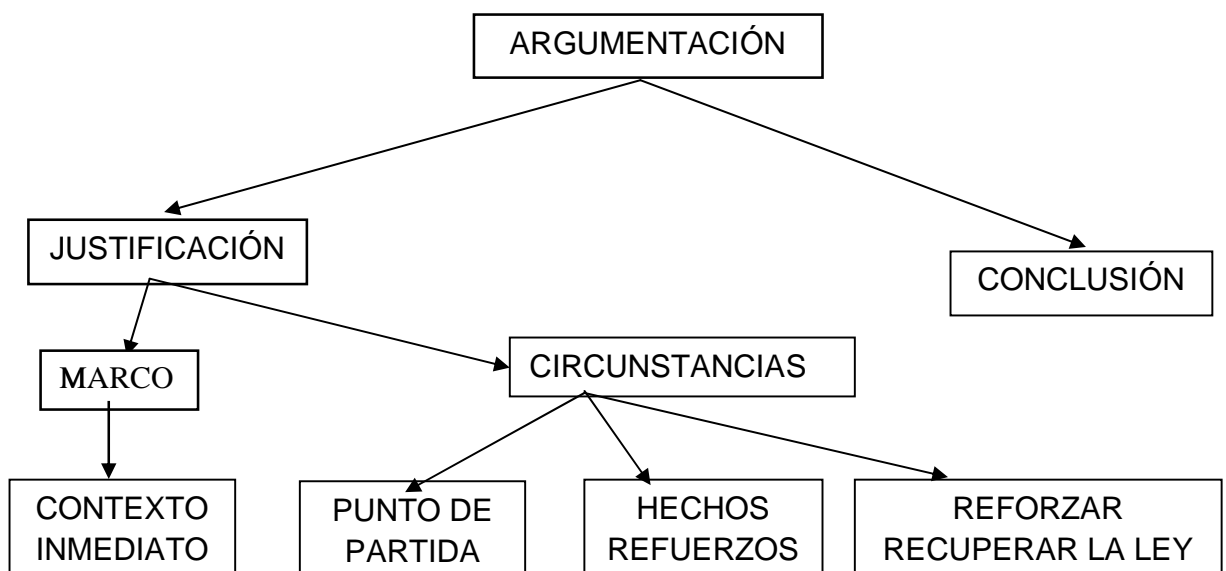 ARGUMENTACIÓN
JUSTIFICACIÓN
CONCLUSIÓN
MARCO
CIRCUNSTANCIAS
CONTEXTO
INMEDIATO
PUNTO DE
PARTIDA
HECHOS
REFUERZOS
REFORZAR
RECUPERAR LA LEY